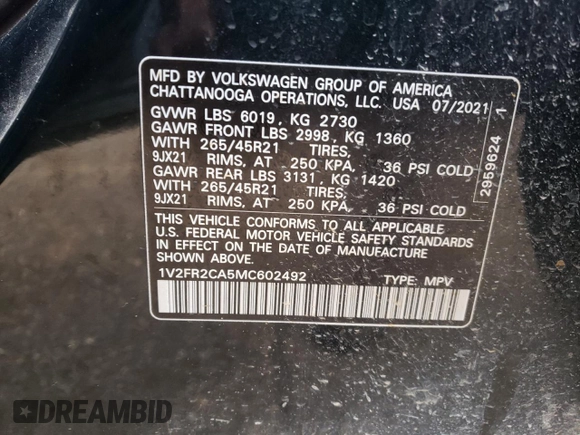 MFD BY VOLKSWAGEN GROUP OF AMERICA
CHATTANOOGA OPERATIONS, LLC. USA 07/2021
GVWR LBS 6019, KG 2730
GAWR FRONT LBS 2998, KG 1360
WITH 265/45R21 TIRES,
9JX21 RIMS, AT 250 KPA, 36 PSI COLD
GAWR REAR LBS 3131, KG 1420
WITH 265/45R21 TIRES,
9JX21 RIMS, AT 250 KPA, 36 PSI COLD
THIS VEHICLE CONFORMS TO ALL APPLICABLE
U.S. FEDERAL MOTOR VEHICLE SAFETY STANDARDS
IN EFFECT ON THE DATE OF MANUFACTURE
SHOWN ABOVE.
1V2FR2CA5MC602492 TYPE: MPV
2959624 1
DREAMBID